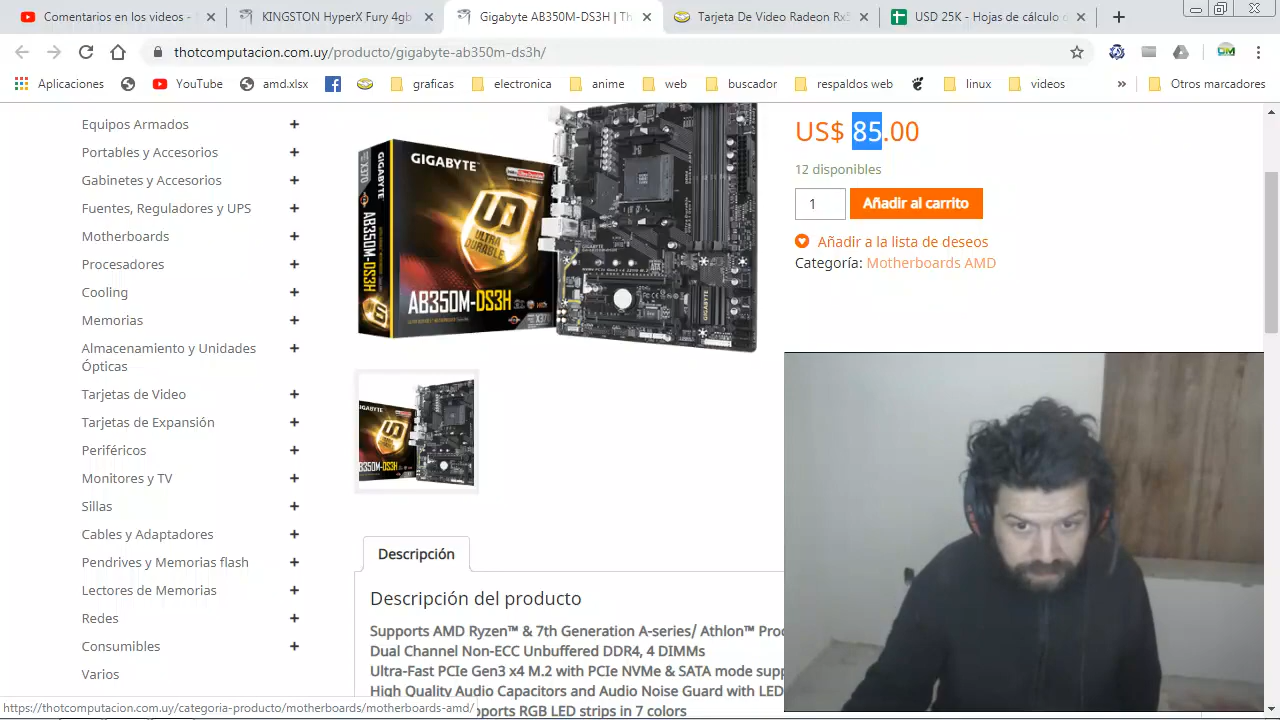 Comentarios en los videos -
KINGSTON HyperX Fury 4gb
Gigabyte AB350M-DS3H | Th
Tarjeta De Video Radeon Rx5
USD 25K - Hojas de cálculo d
thotcomputacion.com.uy/producto/gigabyte-ab350m-ds3h/
Aplicaciones
YouTube
amd.xlsx
graficas
electronica
anime
web
buscador
respaldos web
linux
videos
»
Otros marcadores
Equipos Armados +
Portables y Accesorios +
Gabinetes y Accesorios +
Fuentes, Reguladores y UPS +
Motherboards +
Procesadores +
Cooling +
Memorias +
Almacenamiento y Unidades +
Ópticas
Tarjetas de Video +
Tarjetas de Expansión +
Periféricos +
Monitores y TV +
Sillas +
Cables y Adaptadores +
Pendrives y Memorias flash +
Lectores de Memorias +
Redes +
Consumibles +
Varios +
GIGABYTE
ULTRA
DURABLE
AB350M-DS3H
GIGABYTE
AB350M-DS3H
US$ 85.00
12 disponibles
1
Añadir al carrito
Añadir a la lista de deseos
Categoría: Motherboards AMD
Descripción
Descripción del producto
Supports AMD Ryzen™ & 7th Generation A-series/ Athlon™ Proc
Dual Channel Non-ECC Unbuffered DDR4, 4 DIMMs
Ultra-Fast PCIe Gen3 x4 M.2 with PCIe NVMe & SATA mode supp
High Quality Audio Capacitors and Audio Noise Guard with LED
pports RGB LED strips in 7 colors
https://thotcomputacion.com.uy/categoria-producto/motherboards/motherboards-amd/